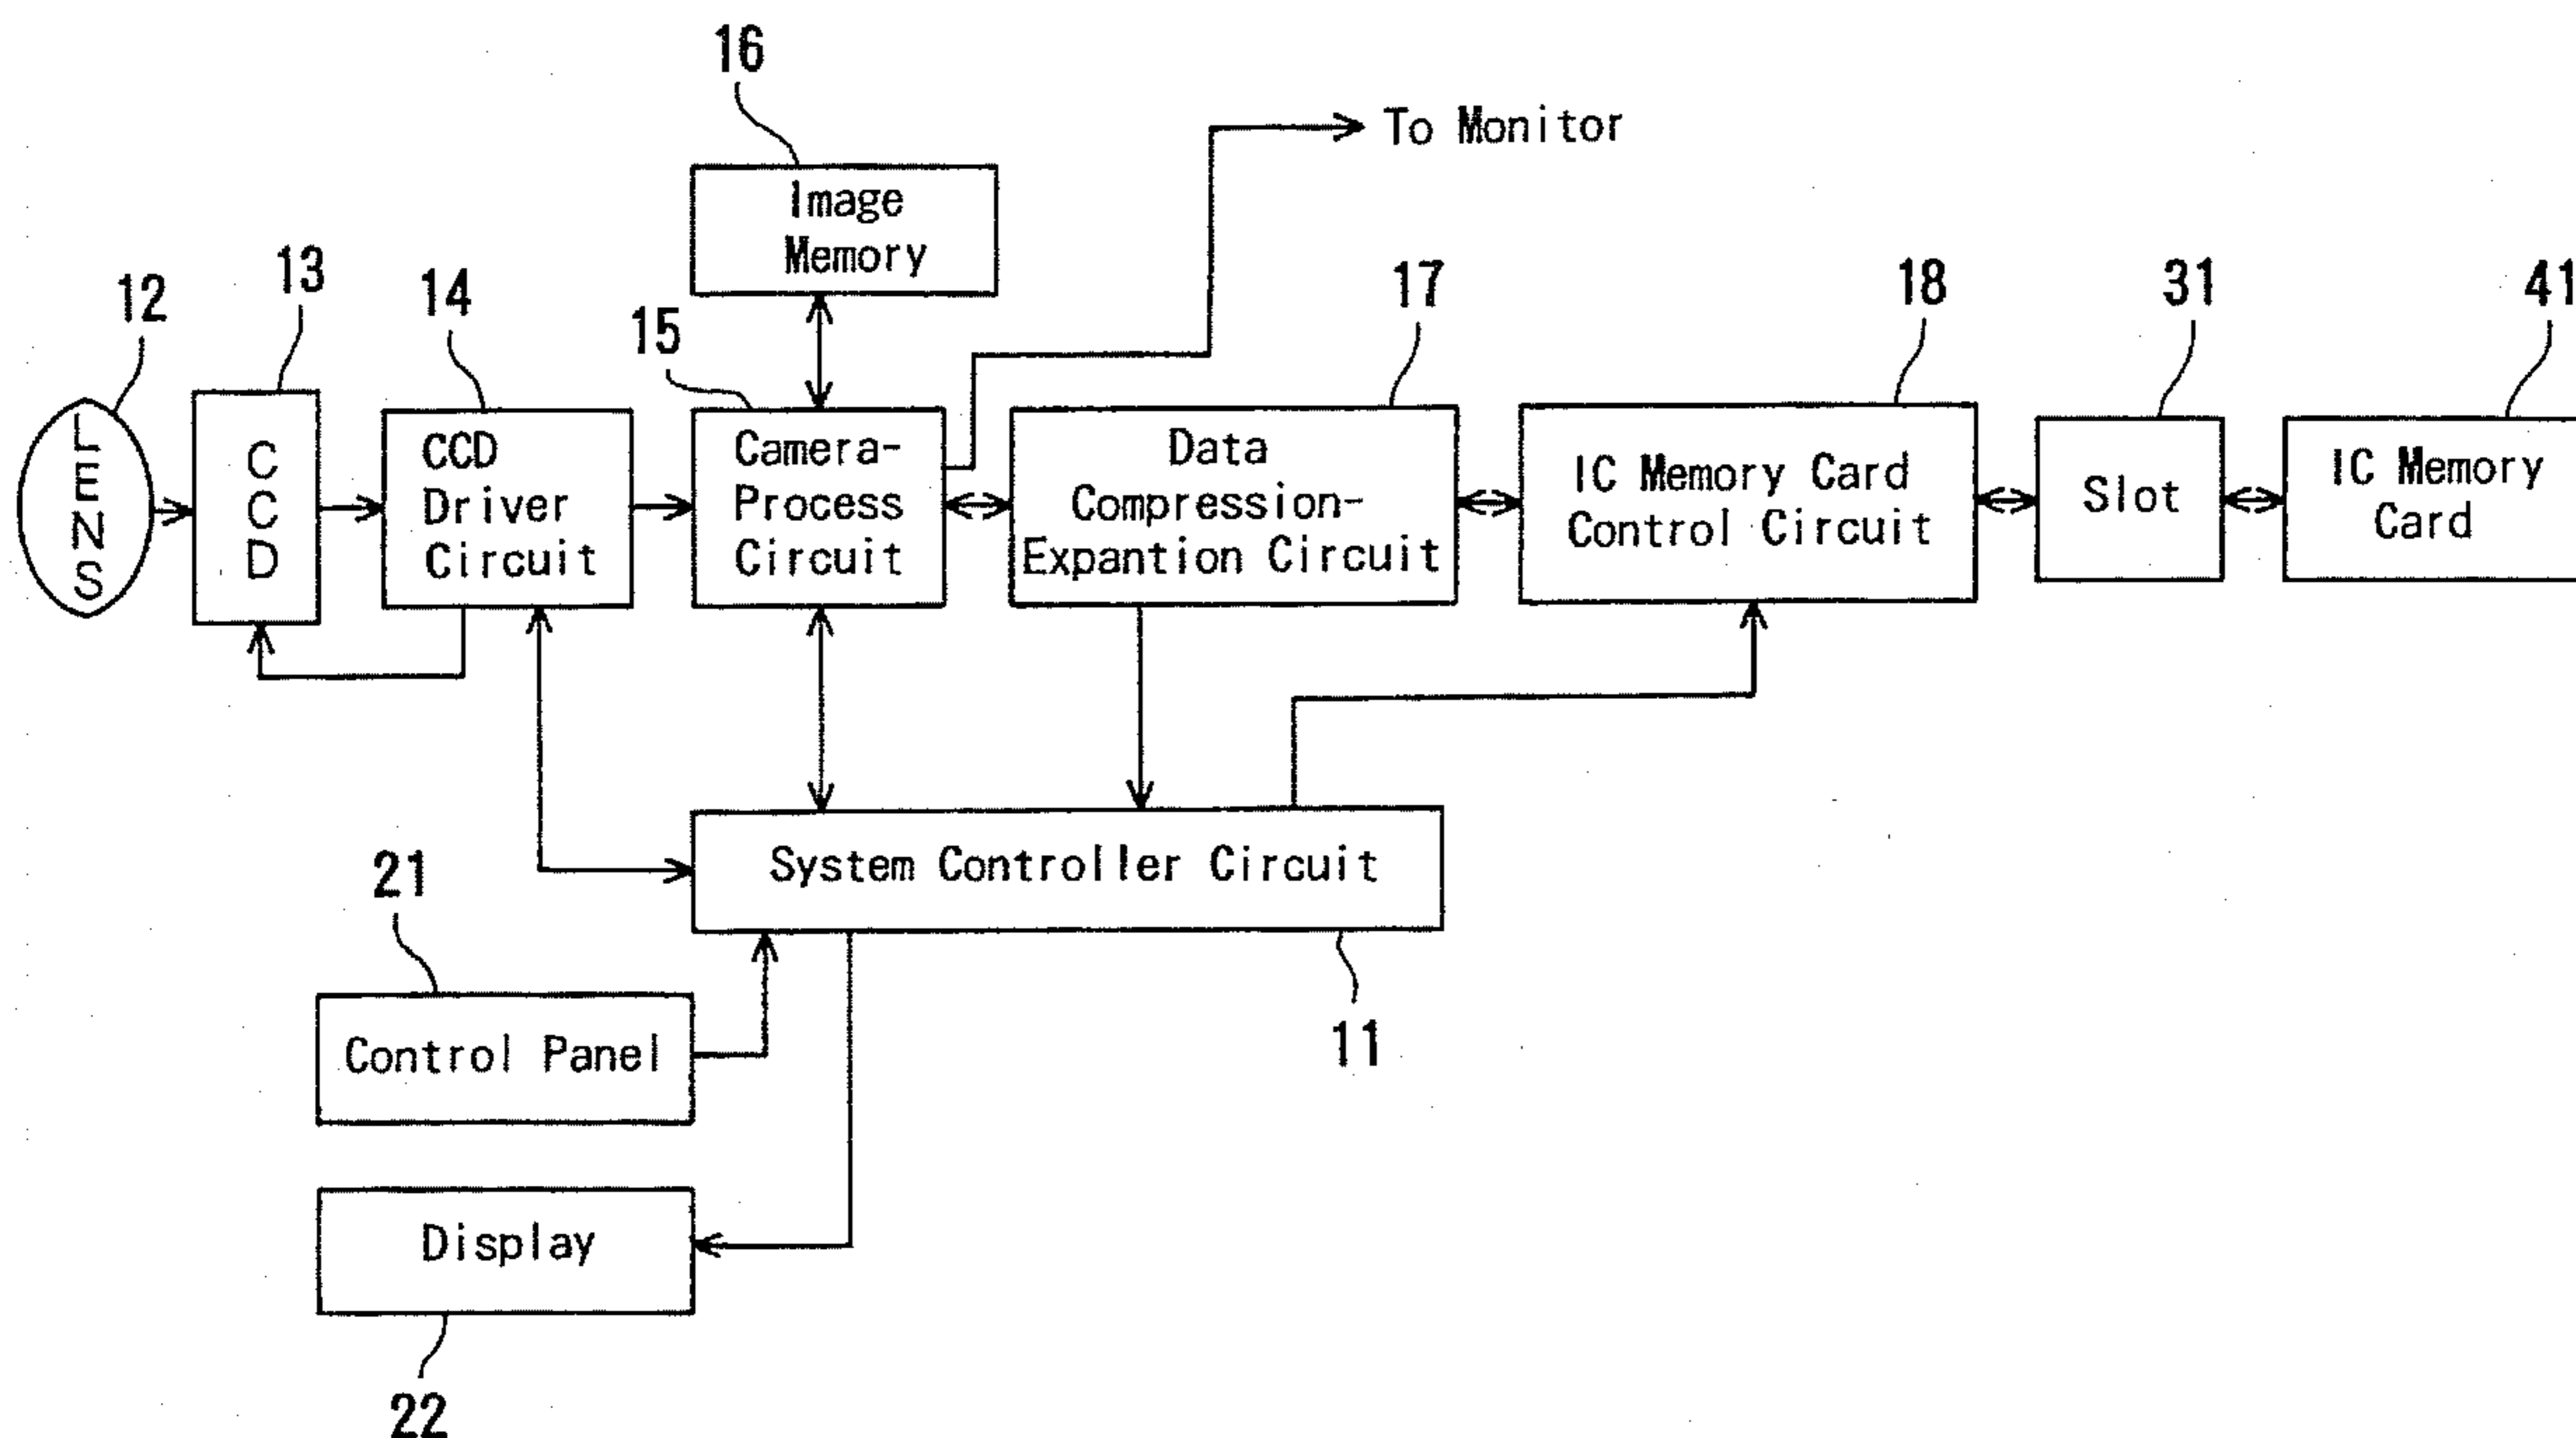 16
To Monitor
Image
Memory
12
13
14
15
17
18
31
41
LENS
CCD
CCD
Driver
Circuit
Camera-
Process
Circuit
Data
Compression-
Expantion Circuit
IC Memory Card
Control Circuit
Slot
IC Memory
Card
System Controller Circuit
21
11
Control Panel
Display
22